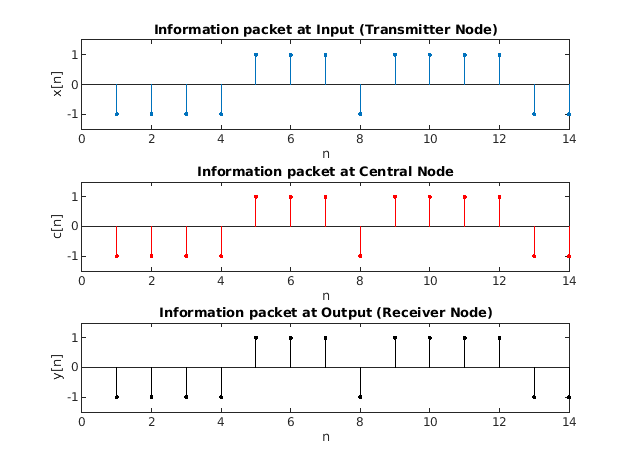 Information packet at Input (Transmitter Node)
x[n]
1
0
-1
0 2 4 6 8 10 12 14
n
Information packet at Central Node
c[n]
1
0
-1
0 2 4 6 8 10 12 14
n
Information packet at Output (Receiver Node)
y[n]
1
0
-1
0 2 4 6 8 10 12 14
n